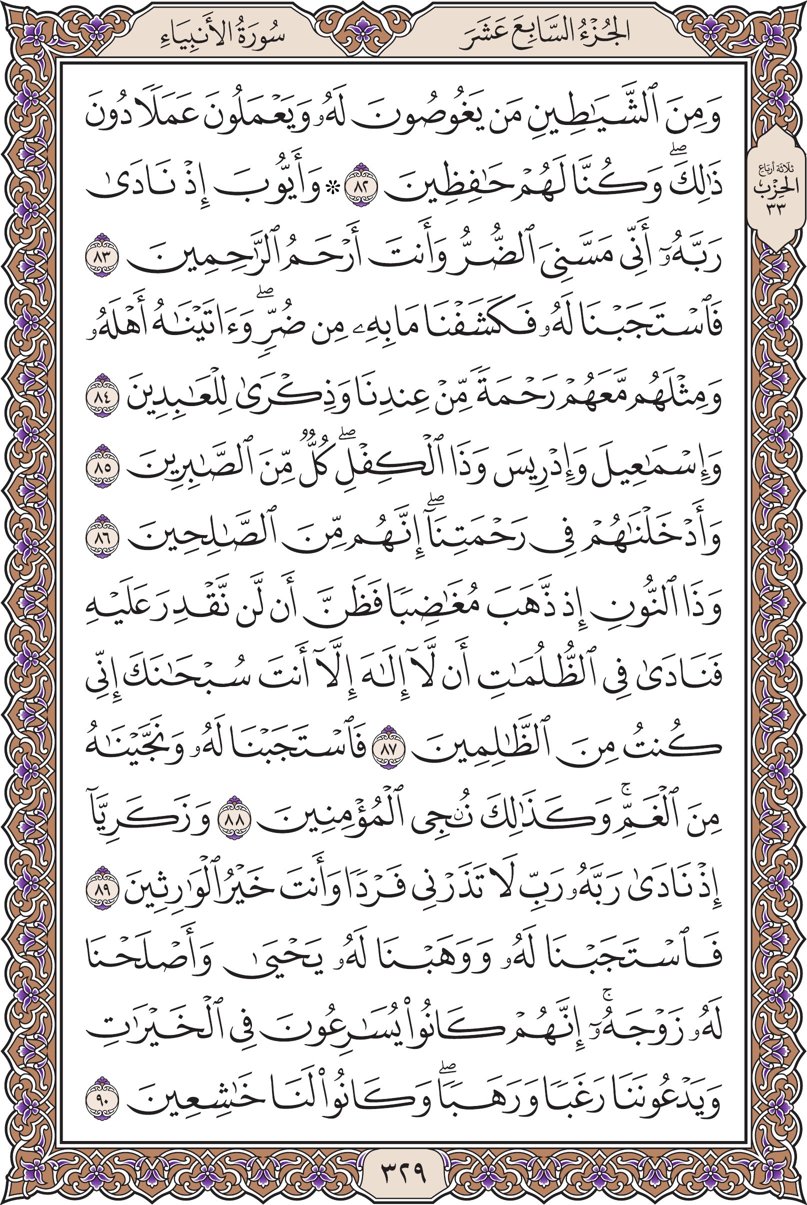 الجُزْءُ السَّابِعَ عَشَرَ
سُورَةُ الأَنبِيَاءِ
وَمِنَ ٱلشَّيَٰطِينِ مَن يَغُوصُونَ لَهُۥ وَيَعْمَلُونَ عَمَلًا دُونَ
ذَٰلِكَۖ وَكُنَّا لَهُمْ حَٰفِظِينَ ٨٢ ۞ وَأَيُّوبَ إِذْ نَادَىٰ
رَبَّهُۥٓ أَنِّي مَسَّنِيَ ٱلضُّرُّ وَأَنتَ أَرْحَمُ ٱلرَّٰحِمِينَ ٨٣
فَٱسْتَجَبْنَا لَهُۥ فَكَشَفْنَا مَا بِهِۦ مِن ضُرٍّۖ وَءَاتَيْنَٰهُ أَهْلَهُۥ
وَمِثْلَهُم مَّعَهُمْ رَحْمَةً مِّنْ عِندِنَا وَذِكْرَىٰ لِلْعَٰبِدِينَ ٨٤
وَإِسْمَٰعِيلَ وَإِدْرِيسَ وَذَا ٱلْكِفْلِۖ كُلٌّ مِّنَ ٱلصَّٰبِرِينَ ٨٥
وَأَدْخَلْنَٰهُمْ فِي رَحْمَتِنَآۖ إِنَّهُم مِّنَ ٱلصَّٰلِحِينَ ٨٦
وَذَا ٱلنُّونِ إِذ ذَّهَبَ مُغَٰضِبًا فَظَنَّ أَن لَّن نَّقْدِرَ عَلَيْهِ
فَنَادَىٰ فِي ٱلظُّلُمَٰتِ أَن لَّآ إِلَٰهَ إِلَّآ أَنتَ سُبْحَٰنَكَ إِنِّي
كُنتُ مِنَ ٱلظَّٰلِمِينَ ٨٧ فَٱسْتَجَبْنَا لَهُۥ وَنَجَّيْنَٰهُ
مِنَ ٱلْغَمِّۚ وَكَذَٰلِكَ نُۨجِي ٱلْمُؤْمِنِينَ ٨٨ وَزَكَرِيَّآ
إِذْ نَادَىٰ رَبَّهُۥ رَبِّ لَا تَذَرْنِي فَرْدًا وَأَنتَ خَيْرُ ٱلْوَٰرِثِينَ ٨٩
فَٱسْتَجَبْنَا لَهُۥ وَوَهَبْنَا لَهُۥ يَحْيَىٰ وَأَصْلَحْنَا
لَهُۥ زَوْجَهُۥٓۚ إِنَّهُمْ كَانُوا۟ يُسَٰرِعُونَ فِي ٱلْخَيْرَٰتِ
وَيَدْعُونَنَا رَغَبًا وَرَهَبًاۖ وَكَانُوا۟ لَنَا خَٰشِعِينَ ٩٠
ثلاثة أرباع
الحِزْب
٣٣
٣٢٩